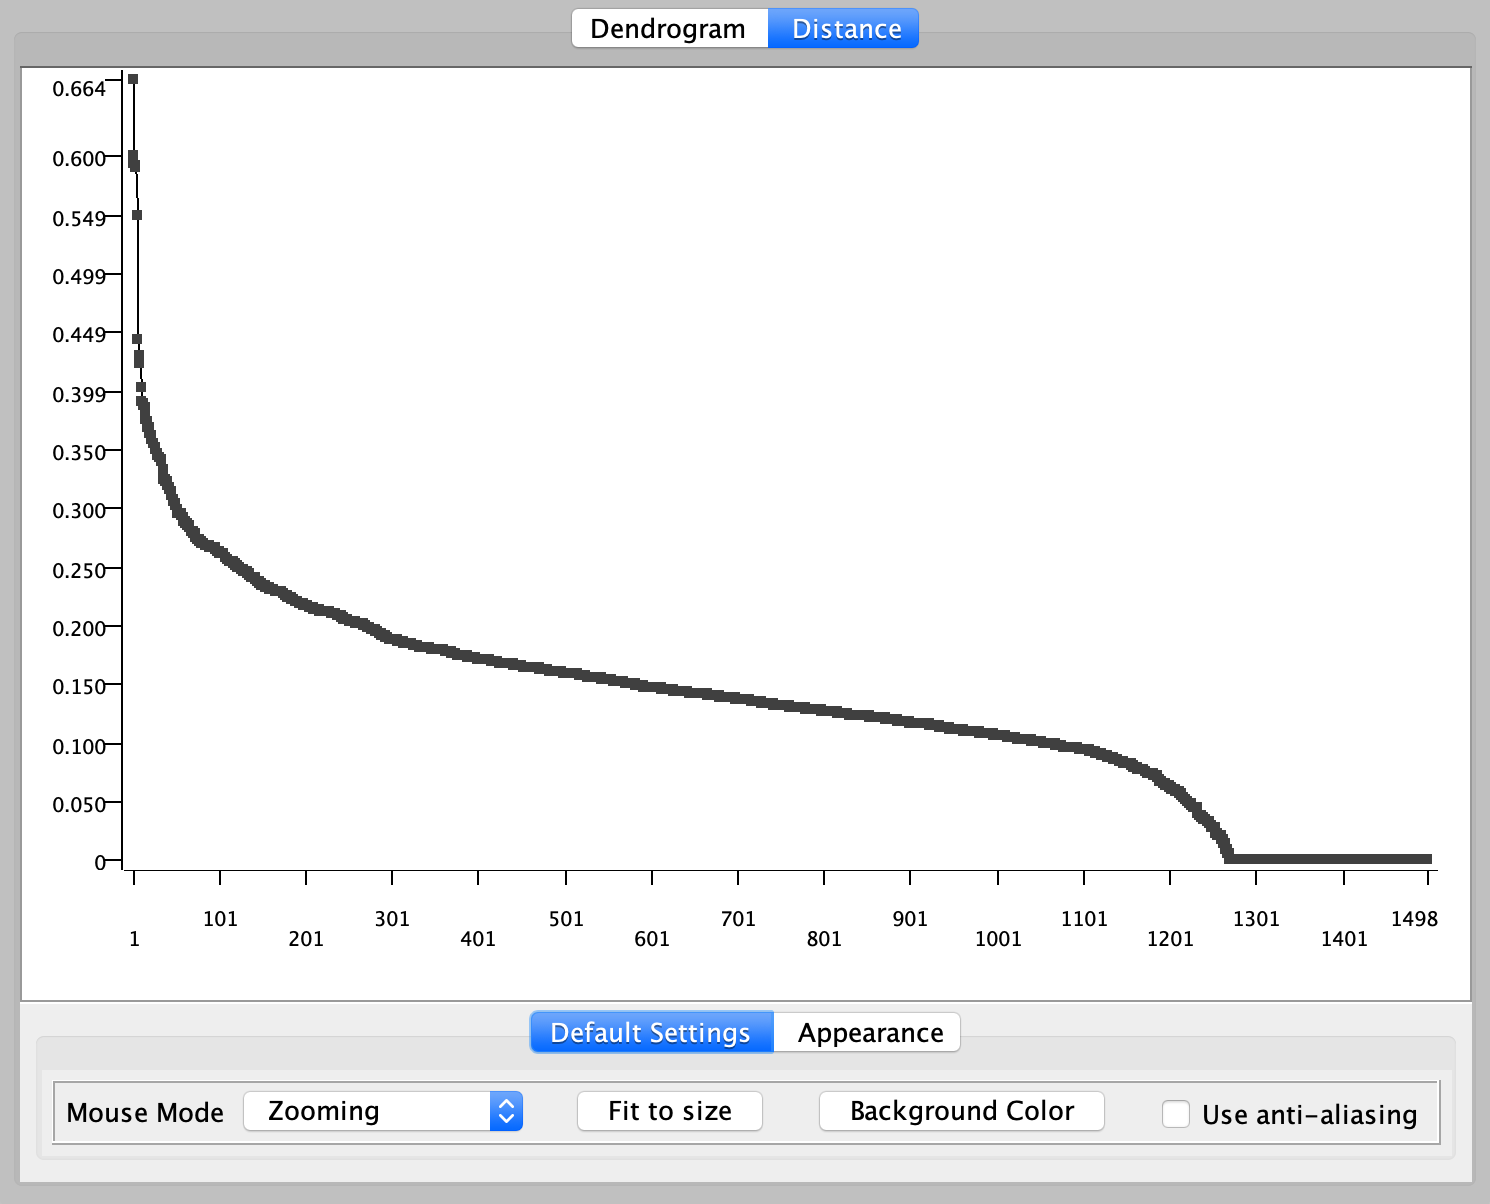 Dendrogram Distance
0.664
0.600
0.549
0.499
0.449
0.399
0.350
0.300
0.250
0.200
0.150
0.100
0.050
0
101 301 501 701 901 1101 1301 1498
1 201 401 601 801 1001 1201 1401
Default Settings Appearance
Mouse Mode Zooming Fit to size Background Color Use anti-aliasing